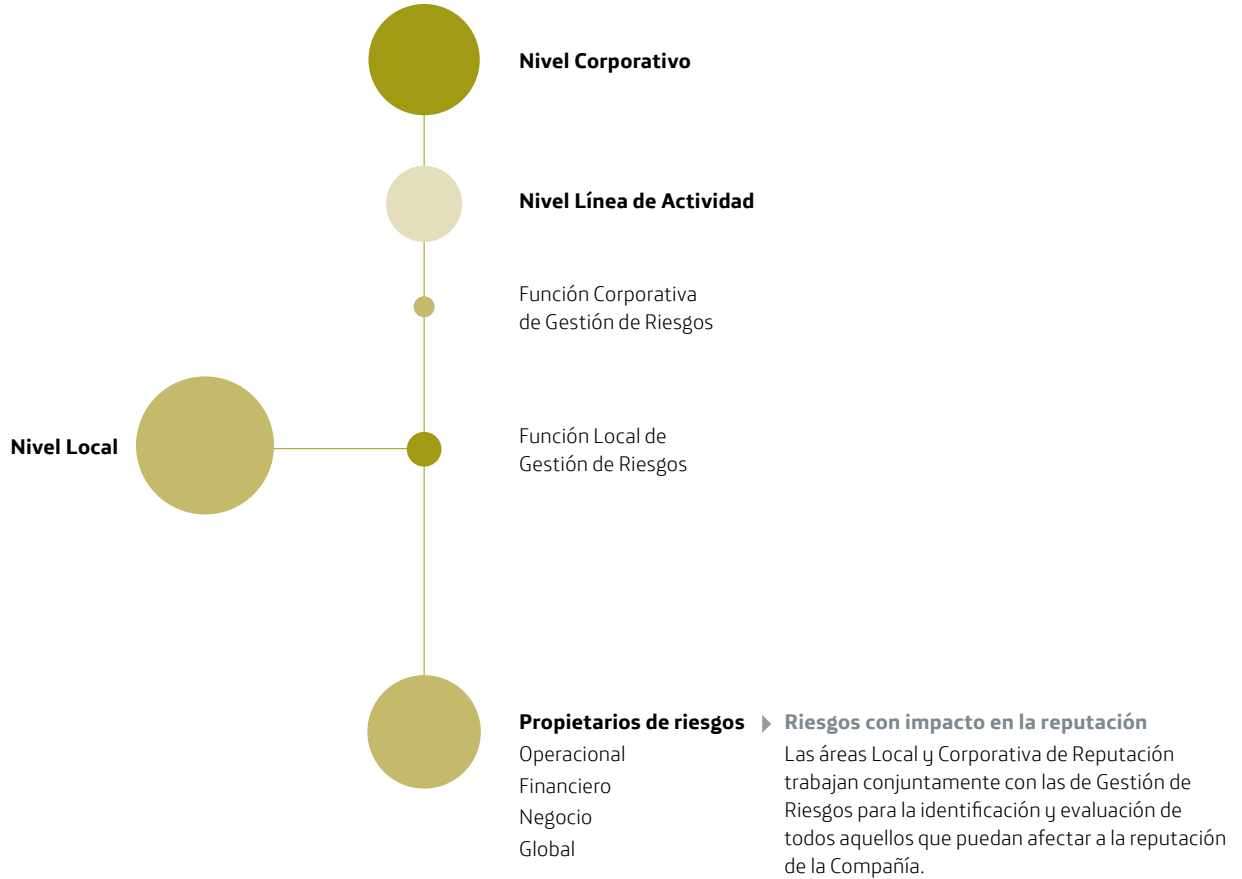 Nivel Corporativo
Nivel Línea de Actividad
Función Corporativa
de Gestión de Riesgos
Nivel Local
Función Local de
Gestión de Riesgos
Propietarios de riesgos
Operacional
Financiero
Negocio
Global
Riesgos con impacto en la reputación
Las áreas Local y Corporativa de Reputación
trabajan conjuntamente con las de Gestión de
Riesgos para la identificación y evaluación de
todos aquellos que puedan afectar a la reputación
de la Compañía.